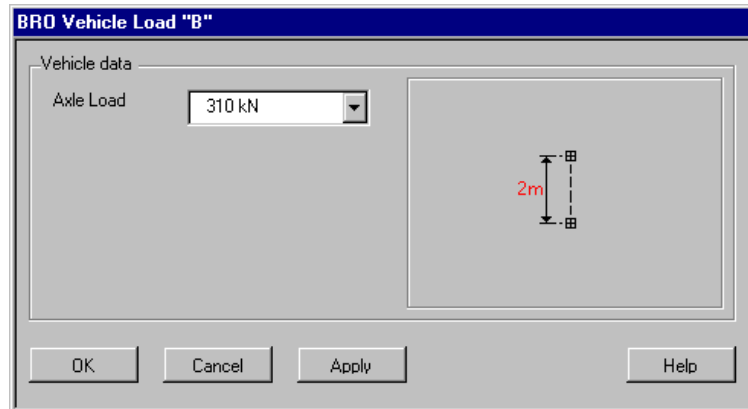 BRO Vehicle Load "B"
Vehicle data
Axle Load
310 kN
2m
OK
Cancel
Apply
Help